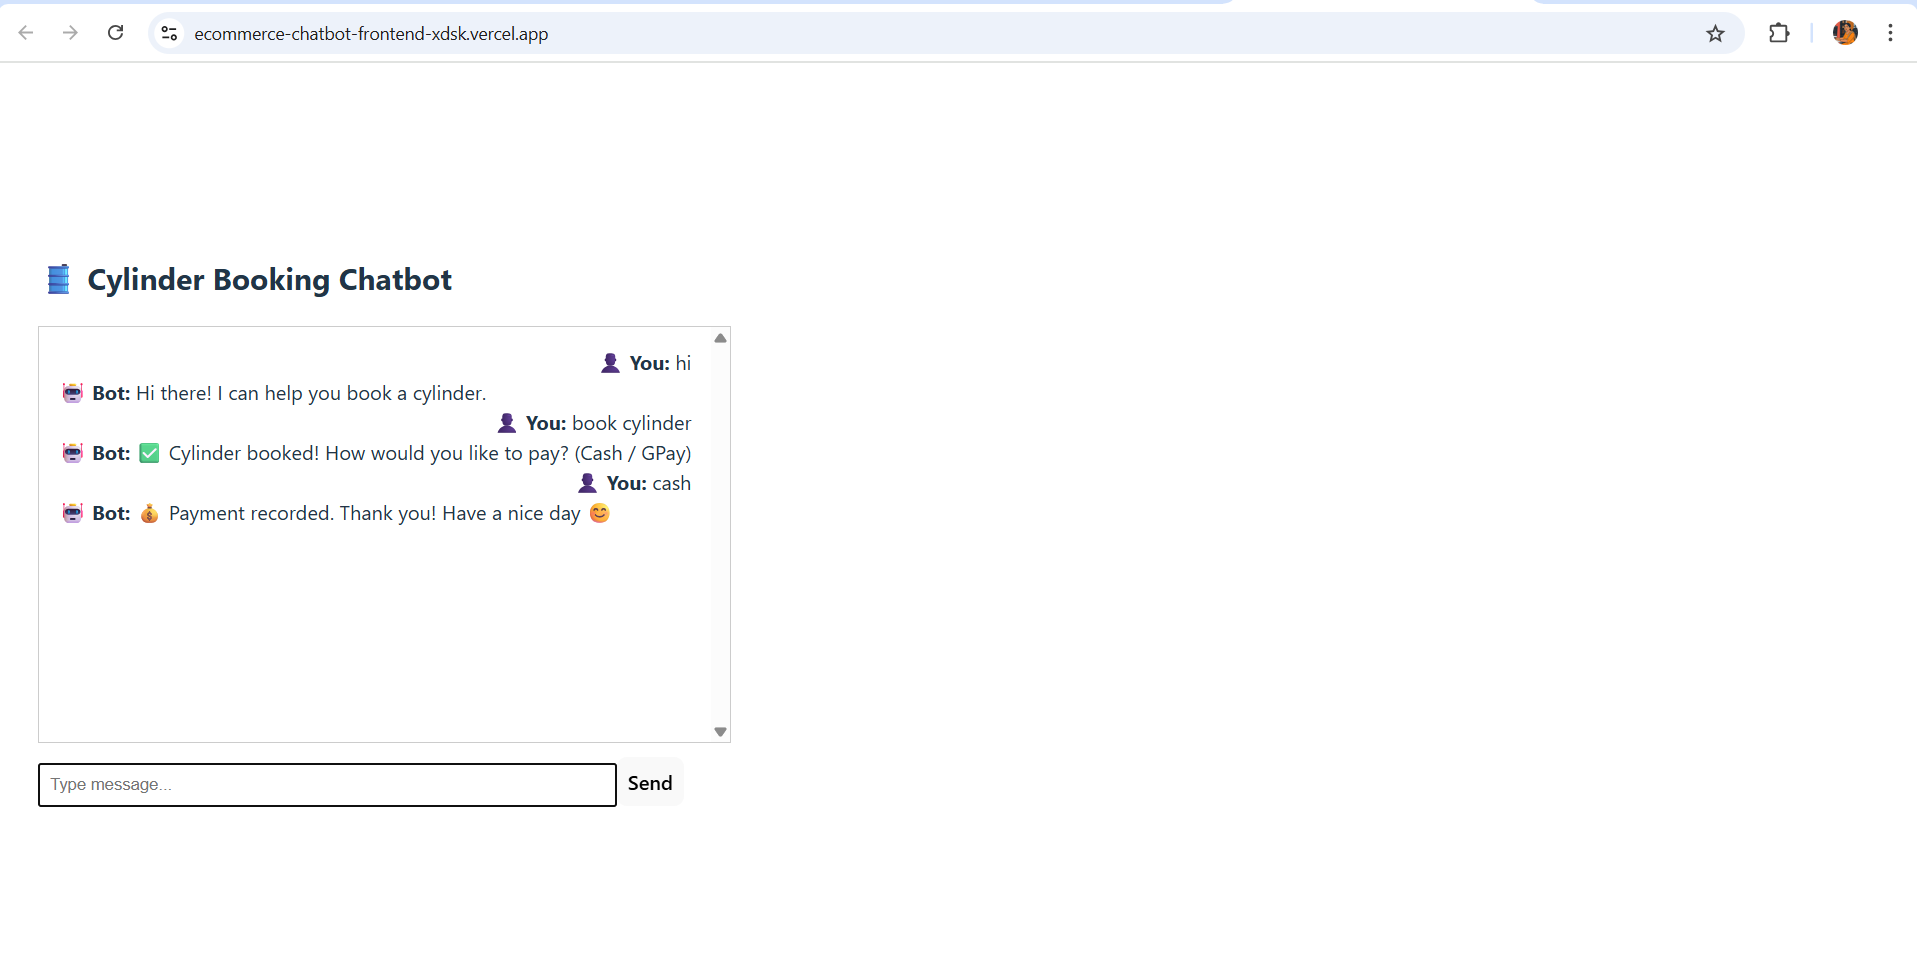 ecommerce-chatbot-frontend-xdsk.vercel.app
🛢️ Cylinder Booking Chatbot
👤 You: hi
🤖 Bot: Hi there! I can help you book a cylinder.
👤 You: book cylinder
🤖 Bot: ✅ Cylinder booked! How would you like to pay? (Cash / GPay)
👤 You: cash
🤖 Bot: 💰 Payment recorded. Thank you! Have a nice day 😊
Type message...
Send